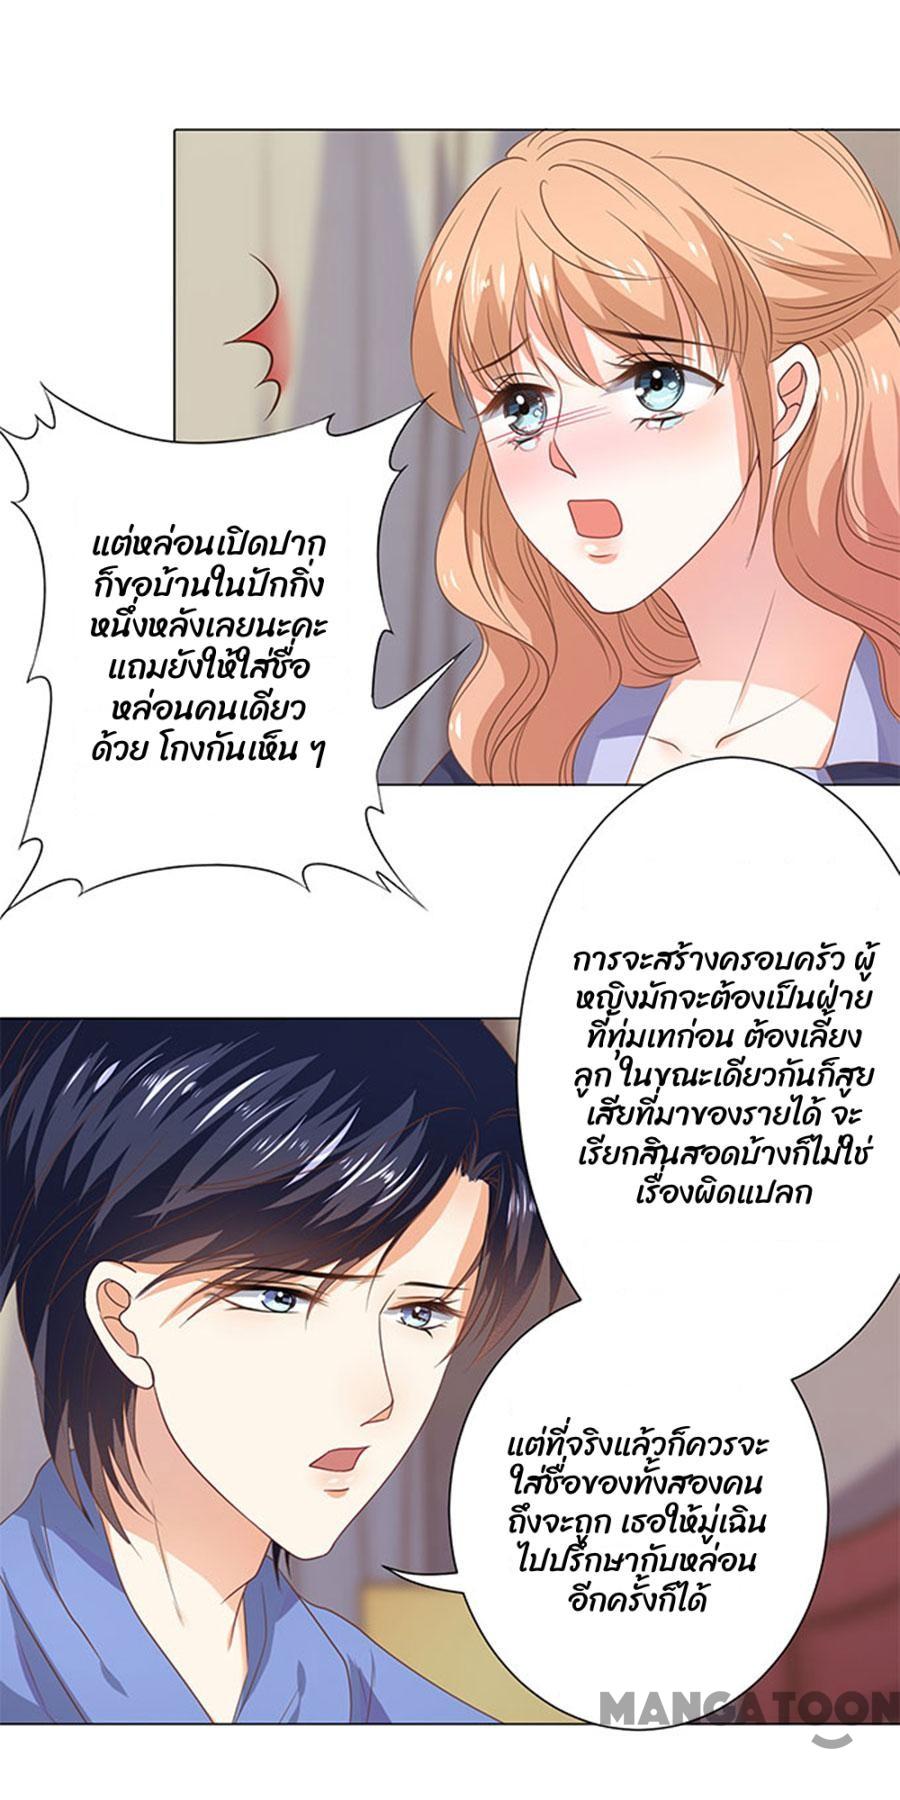 แต่หล่อนเปิดปาก
ก็ขอบ้านในปักกิ่ง
หนึ่งหลังเลยนะคะ
แถมยังให้ใส่ชื่อ
หล่อนคนเดียว
ด้วย โกงกันเห็น ๆ
การจะสร้างครอบครัว ผู้
หญิงมักจะต้องเป็นฝ่าย
ที่ทุ่มเทก่อน ต้องเลี้ยง
ลูก ในขณะเดียวกันก็สูย
เสียที่มาของรายได้ จะ
เรียกสินสอดบ้างก็ไม่ใช่
เรื่องผิดแปลก
แต่ที่จริงแล้วก็ควรจะ
ใส่ชื่อของทั้งสองคน
ถึงจะถูก เธอให้มู่เฉิน
ไปปรึกษากับหล่อน
อีกครั้งก็ได้
MANGATOON